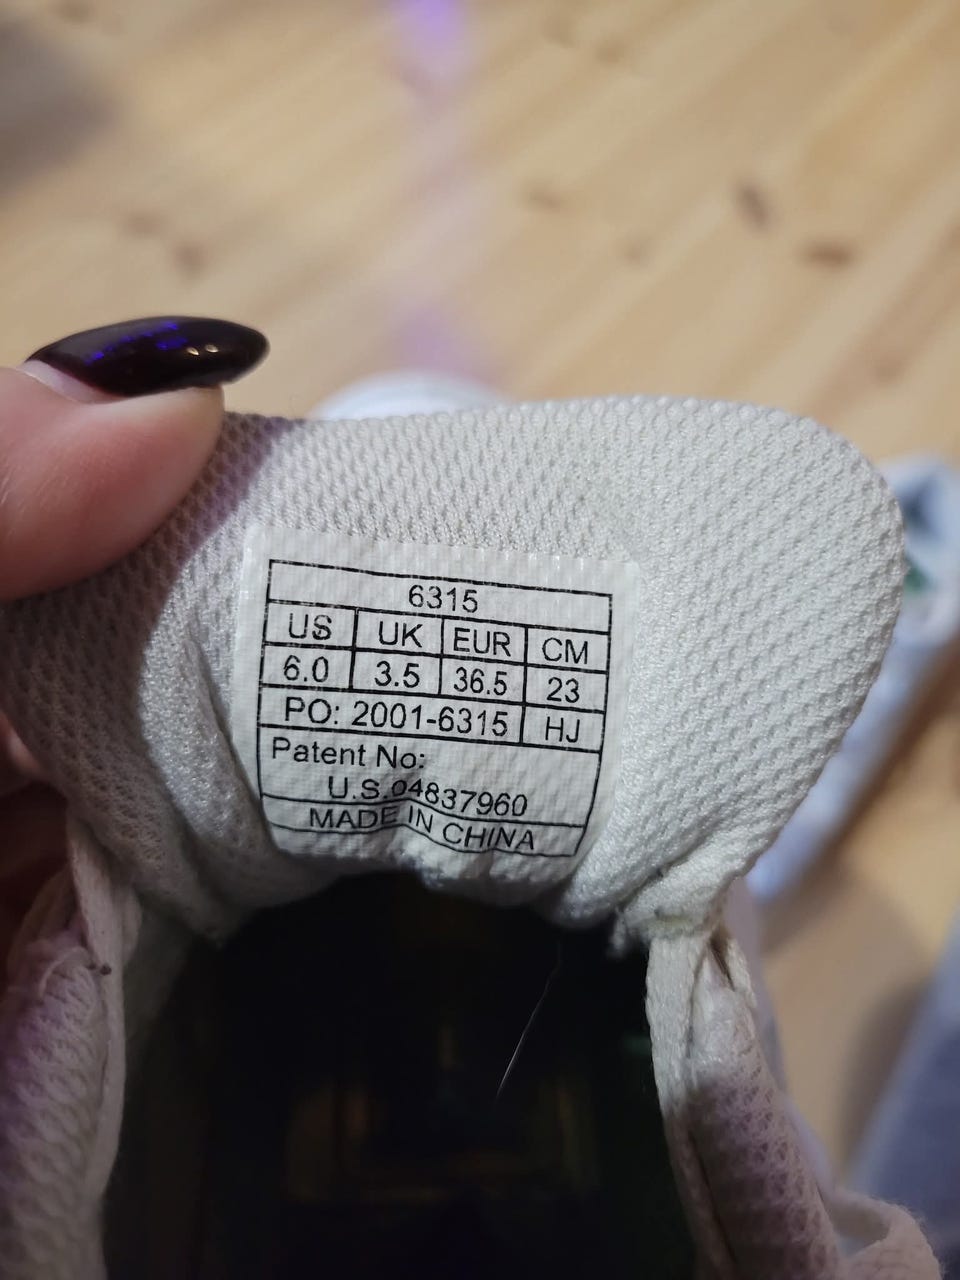 6315
US UK EUR CM
6.0 3.5 36.5 23
PO: 2001-6315 HJ
Patent No:
U.S.04837960
MADE IN CHINA